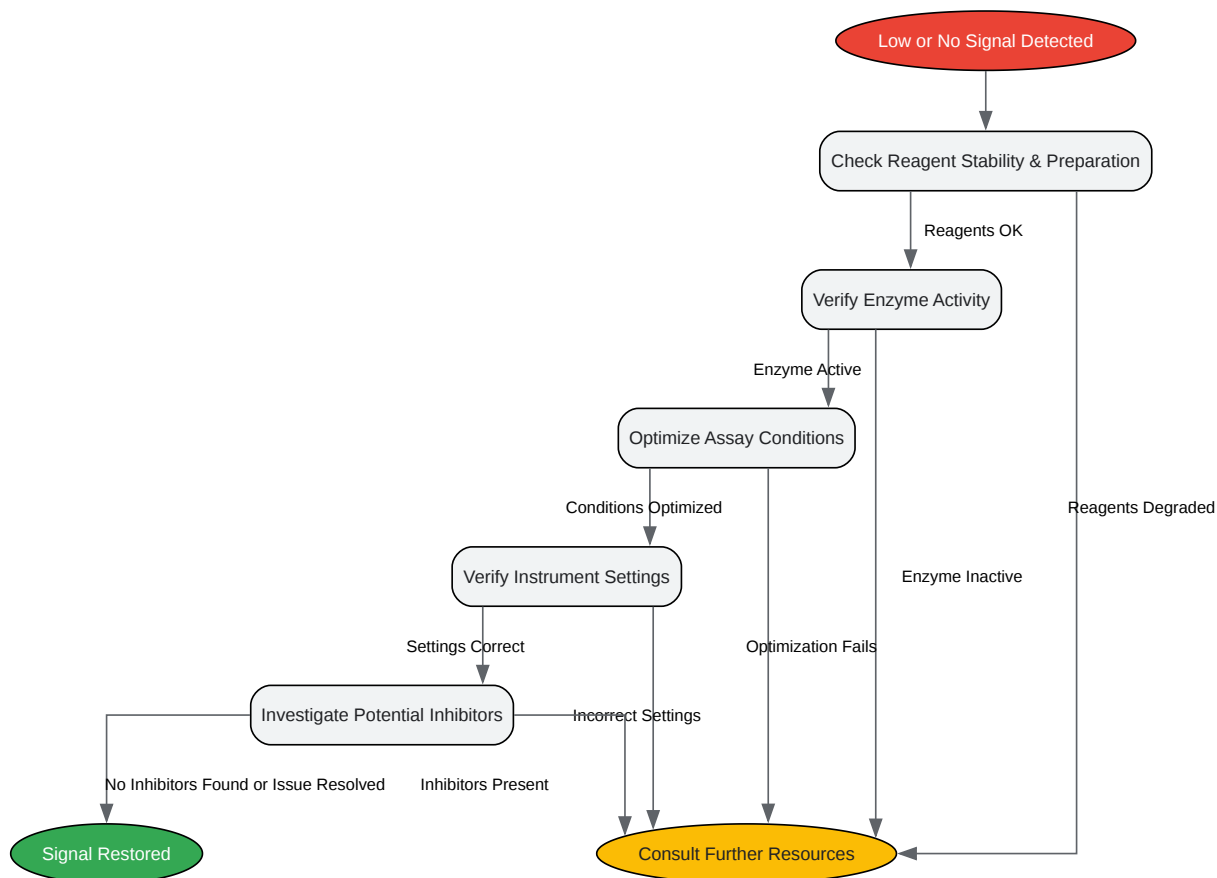 Low or No Signal Detected
Check Reagent Stability & Preparation
Reagents OK
Verify Enzyme Activity
Enzyme Active
Optimize Assay Conditions
Conditions Optimized
Reagents Degraded
Verify Instrument Settings
Enzyme Inactive
Settings Correct
Optimization Fails
Investigate Potential Inhibitors
Incorrect Settings
No Inhibitors Found or Issue Resolved
Inhibitors Present
Signal Restored
Consult Further Resources